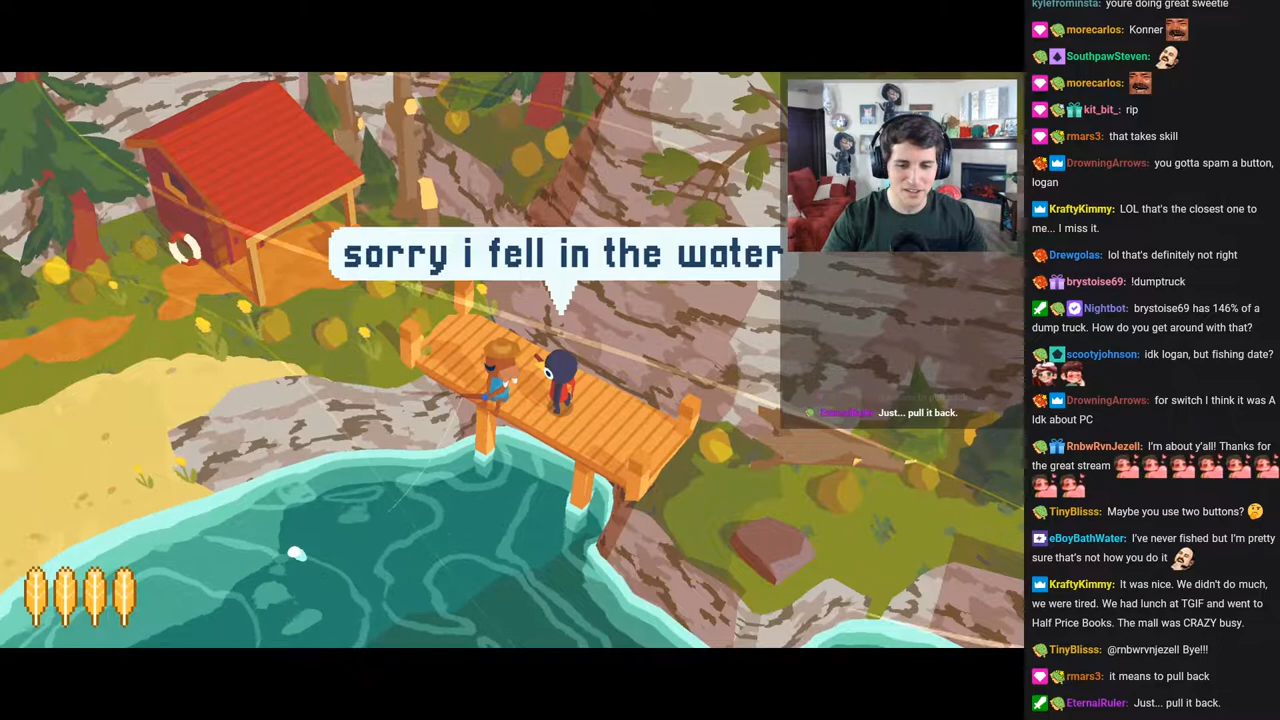 kylefrominsta: youre doing great sweetie
morecarlos: Konner
SouthpawSteven:
morecarlos:
kit_bit_: rip
rmars3: that takes skill
DrowningArrows: you gotta spam a button,
logan
KraftyKimmy: LOL that's the closest one to
me... I miss it.
Drewgolas: lol that's definitely not right
brystoise69: !dumptruck
Nightbot: brystoise69 has 146% of a
dump truck. How do you get around with that?
scootyjohnson: idk logan, but fishing date?
DrowningArrows: for switch I think it was A
Idk about PC
RnbwRvnJezell: I'm about y'all! Thanks for
the great stream
TinyBlisss: Maybe you use two buttons?
eBoyBathWater: I've never fished but I'm pretty
sure that's not how you do it
KraftyKimmy: It was nice. We didn't do much,
we were tired. We had lunch at TGIF and went to
Half Price Books. The mall was CRAZY busy.
TinyBlisss: @rnbwrvnjezell Bye!!!
rmars3: it means to pull back
EternalRuler: Just... pull it back.
sorry i fell in the water
EternalRuler: Just... pull it back.